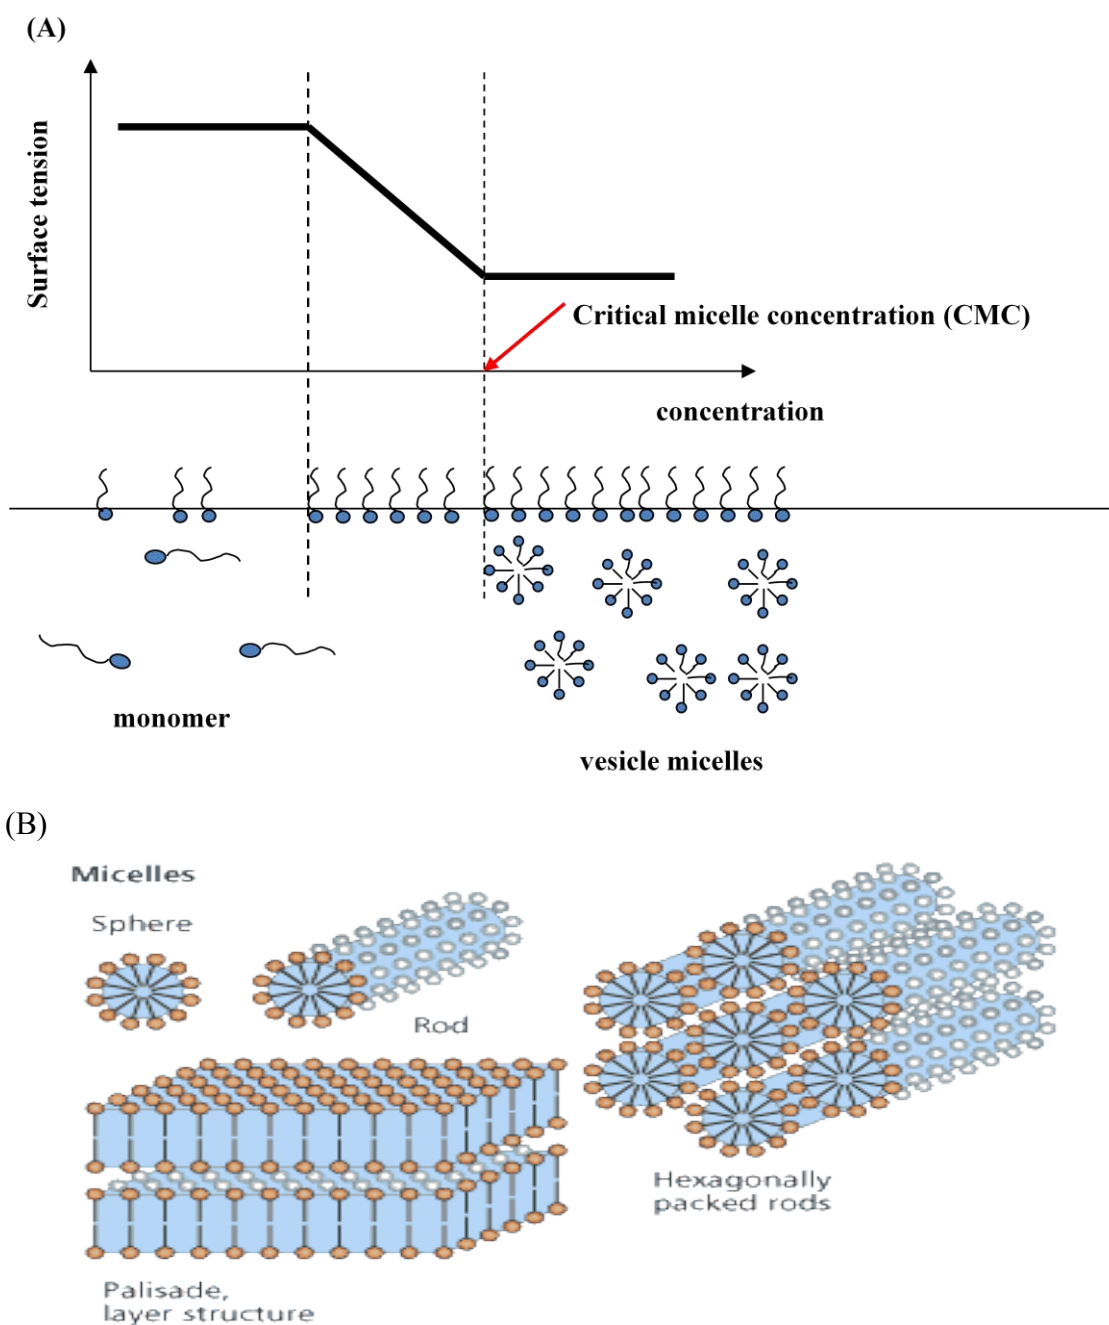 (A)
Surface tension
Critical micelle concentration (CMC)
concentration
monomer
vesicle micelles
(B)
Micelles
Sphere
Rod
Hexagonally
packed rods
Palisade,
layer structure